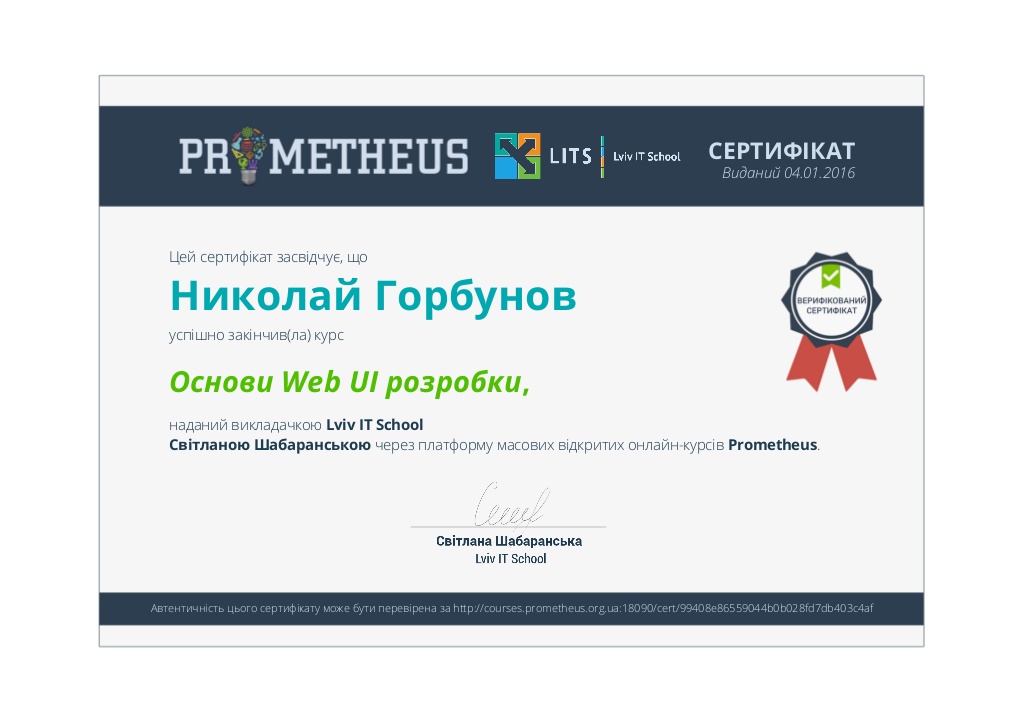 PROMETHEUS
LITS
Lviv IT School
СЕРТИФІКАТ
Виданий 04.01.2016
Цей сертифікат засвідчує, що
Николай Горбунов
успішно закінчив(ла) курс
ВЕРИФІКОВАНИЙ
СЕРТИФІКАТ
Основи Web UI розробки,
наданий викладачкою Lviv IT School
Світланою Шабаранською через платформу масових відкритих онлайн-курсів Prometheus.
Світлана Шабаранська
Lviv IT School
Автентичність цього сертифікату може бути перевірена за http://courses.prometheus.org.ua:18090/cert/99408e86559044b0b028fd7db403c4af